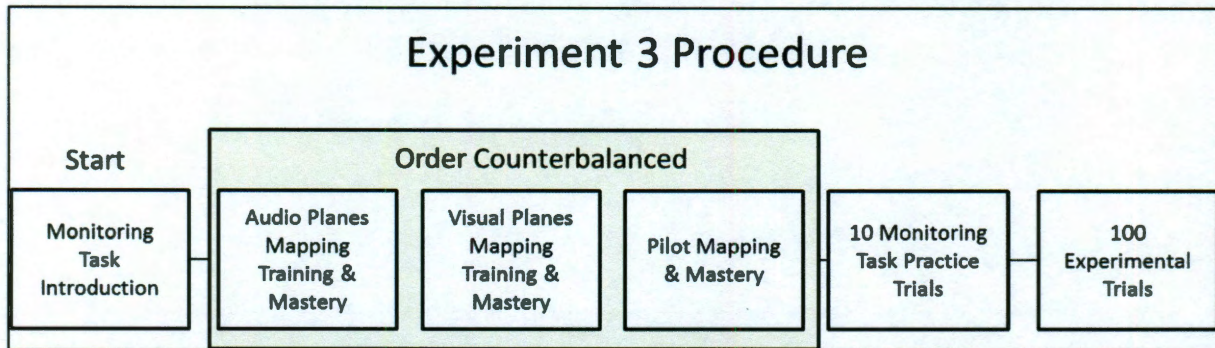 Experiment 3 Procedure
Start
Order Counterbalanced
Monitoring
Task
Introduction
Audio Planes
Mapping
Training &
Mastery
Visual Planes
Mapping
Training &
Mastery
Pilot Mapping
& Mastery
10 Monitoring
Task Practice
Trials
100
Experimental
Trials